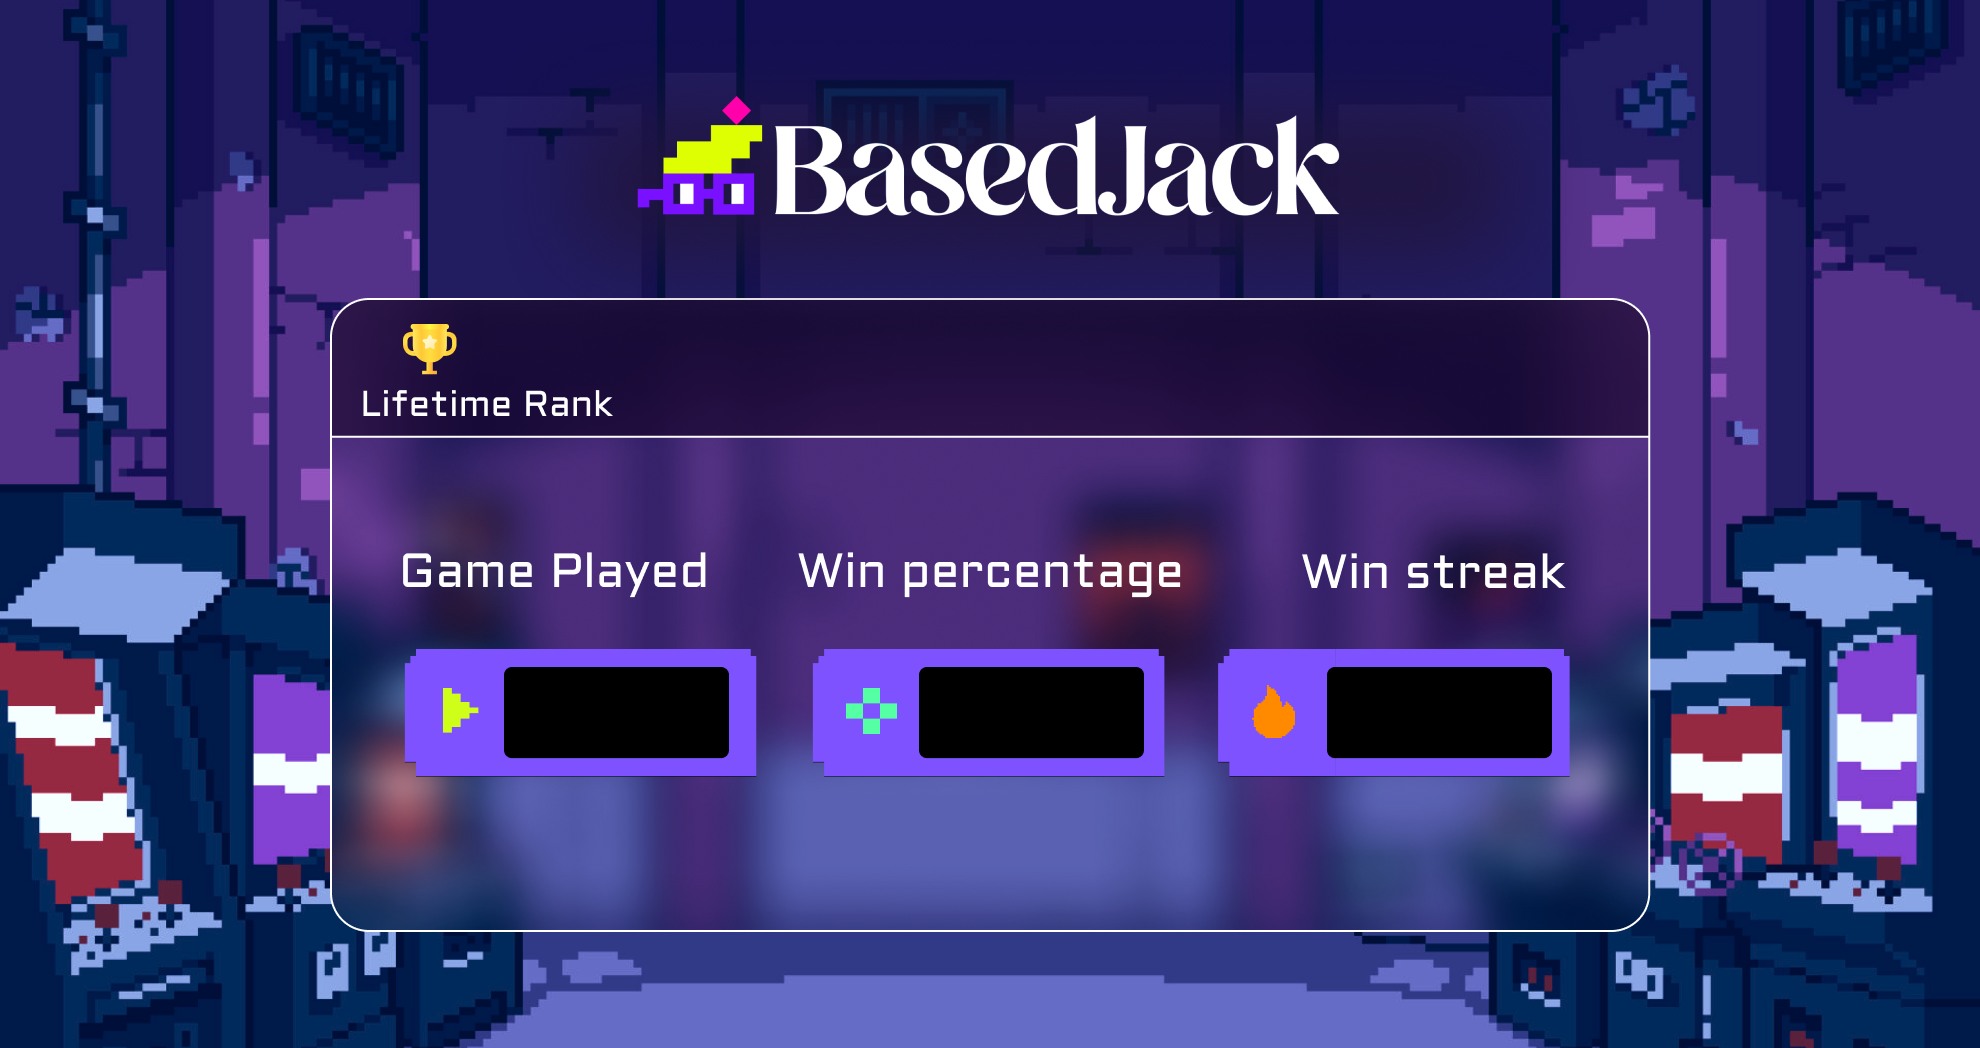 BasedJack
Lifetime Rank
Game Played
Win percentage
Win streak